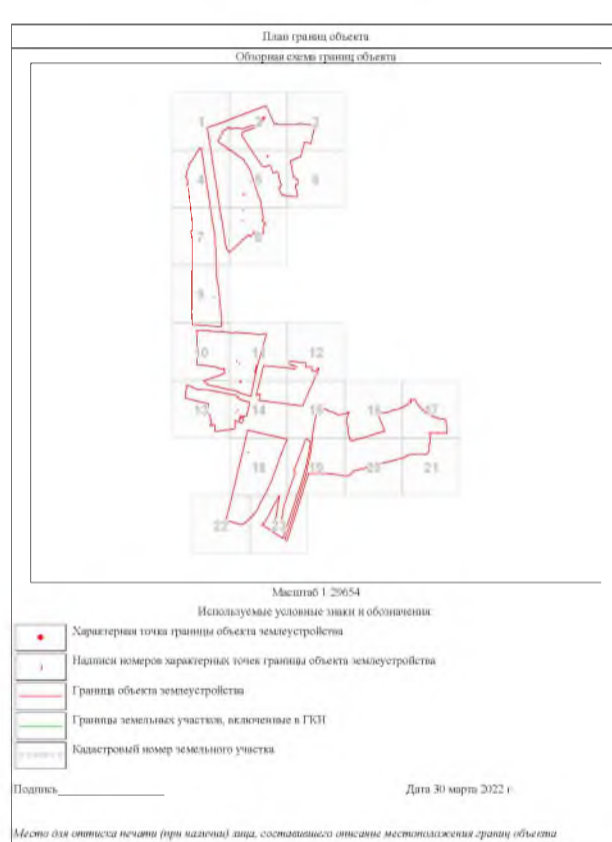 План границ объекта
Обзорная схема границ объекта
1 2 3
4 5 6
7 8
9
10 11 12
13 14 15 16 17
18 19 20 21
22 23
Масштаб 1 29654
Используемые условные знаки и обозначения
Характерная точка границы объекта землеустройства
Надписи номеров характерных точек границы объекта землеустройства
Граница объекта землеустройства
Границы земельных участков, включенные в ГКН
Кадастровый номер земельного участка
Подпись Дата 30 марта 2022 г
Место для оттиска печати (при наличии) лица, составившего описание местоположения границ объекта